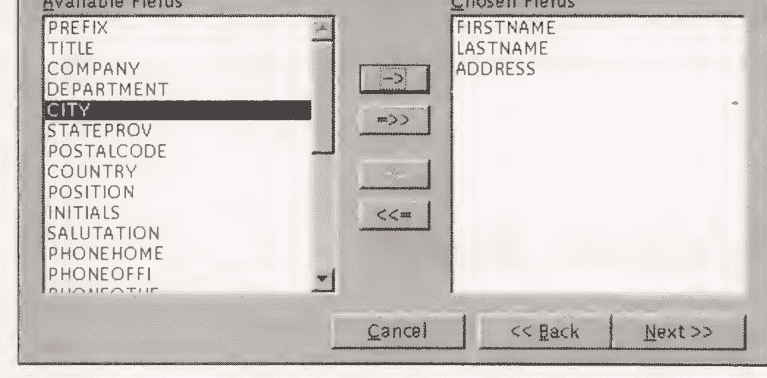 Available Fields
PREFIX
TITLE
COMPANY
DEPARTMENT
CITY
STATEPROV
POSTALCODE
COUNTRY
POSITION
INITIALS
SALUTATION
PHONEHOME
PHONEOFFI
->
=>>
<<=
Chosen Fields
FIRSTNAME
LASTNAME
ADDRESS
Cancel
<< Back
Next >>